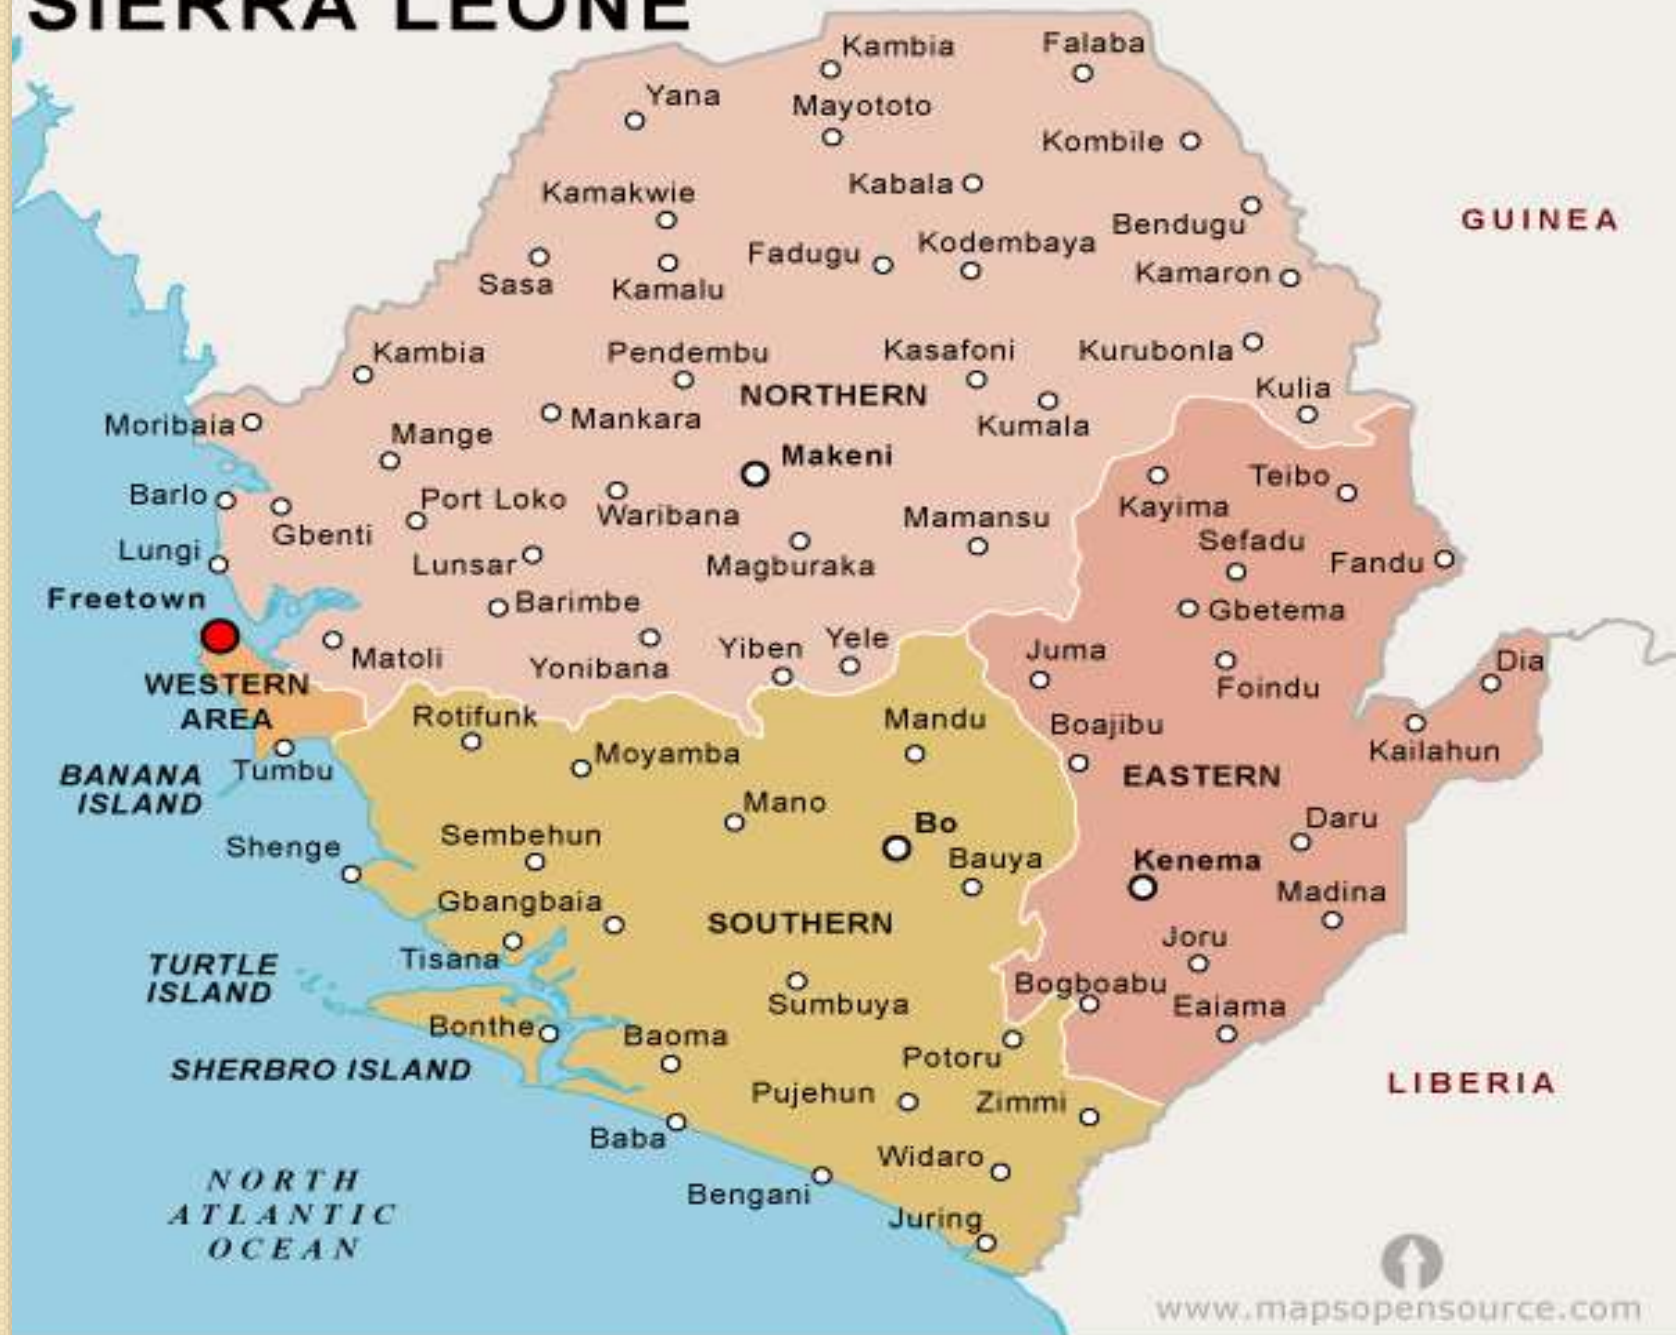 SIERRA LEONE
Kambia
Falaba
Yana
Mayototo
Kombile
Kabala
Kamakwie
Bendugu
GUINEA
Kodembaya
Fadugu
Kamaron
Sasa
Kamalu
Kambia
Pendembu
Kasafoni
Kurubonla
NORTHERN
Kulia
Moribaia
Mankara
Kumala
Mange
Makeni
Teibo
Barlo
Port Loko
Kayima
Waribana
Mamansu
Gbenti
Sefadu
Lungi
Lunsar
Magburaka
Fandu
Freetown
Barimbe
Gbetema
Yele
Yiben
Juma
Matoli
Yonibana
Dia
WESTERN
AREA
Foindu
Rotifunk
Mandu
Boajibu
Moyamba
Kailahun
Tumbu
BANANA
ISLAND
EASTERN
Mano
Daru
Bo
Sembehun
Shenge
Bauya
Kenema
Madina
Gbangbaia
SOUTHERN
Joru
Tisana
TURTLE
ISLAND
Bogboabu
Sumbuya
Eaiama
Bonthe
Baoma
Potoru
SHERBRO ISLAND
LIBERIA
Pujehun
Zimmi
Baba
Widaro
NORTH
ATLANTIC
OCEAN
Bengani
Juring
www.mapsopensource.com